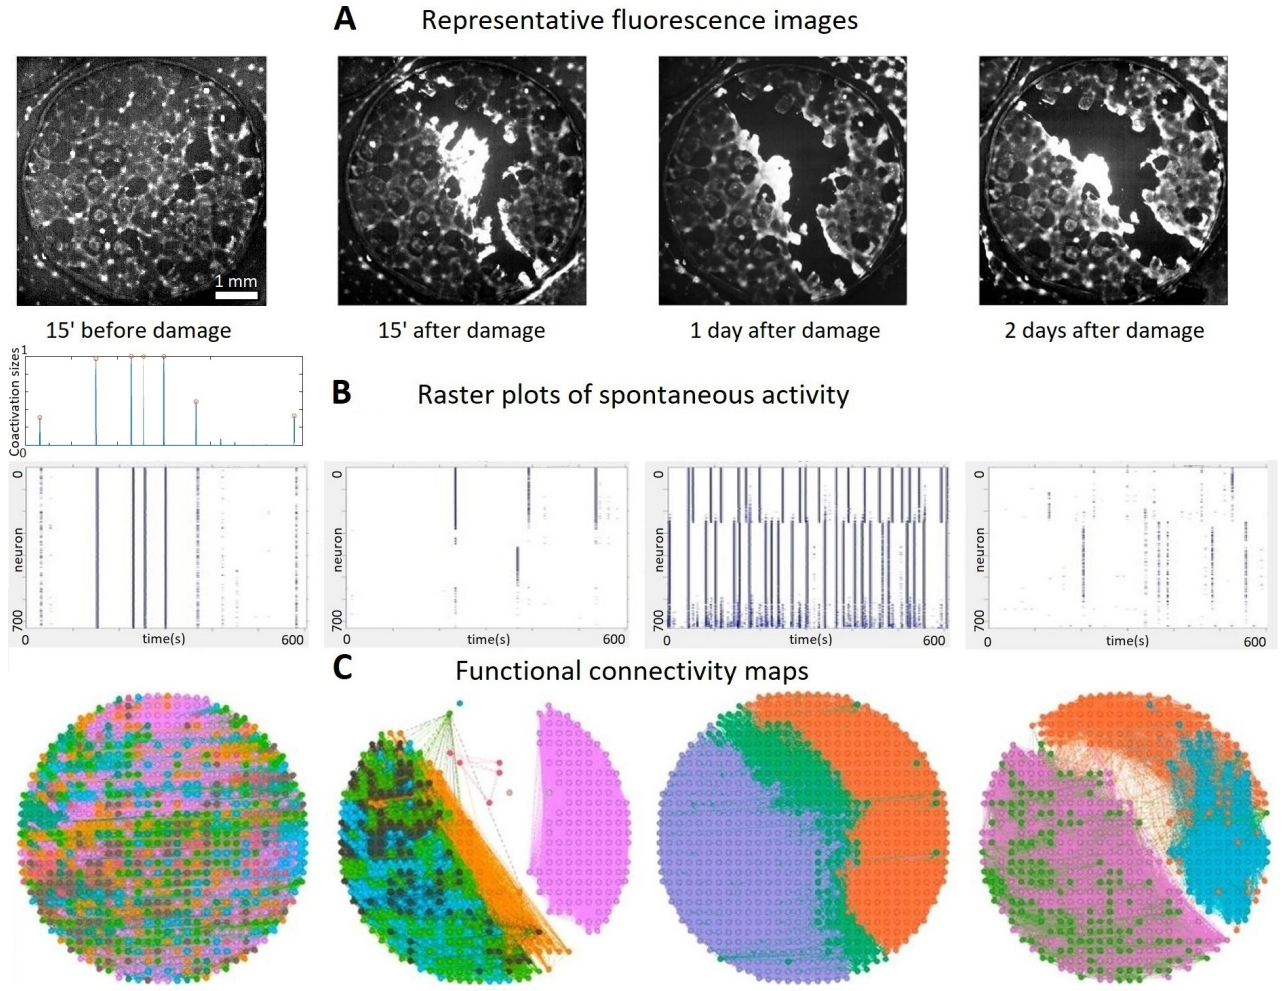 A Representative fluorescence images
1 mm
15' before damage
15' after damage
1 day after damage
2 days after damage
Coactivation sizes
1
0
B Raster plots of spontaneous activity
0
neuron
700
0 time(s) 600
0
neuron
700
0 time(s) 600
0
neuron
700
0 time(s) 600
0
neuron
700
0 time(s) 600
C Functional connectivity maps